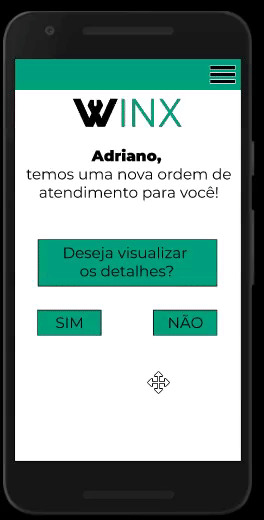 WINX
Adriano,
temos uma nova ordem de
atendimento para você!
Deseja visualizar
os detalhes?
SIM
NÃO